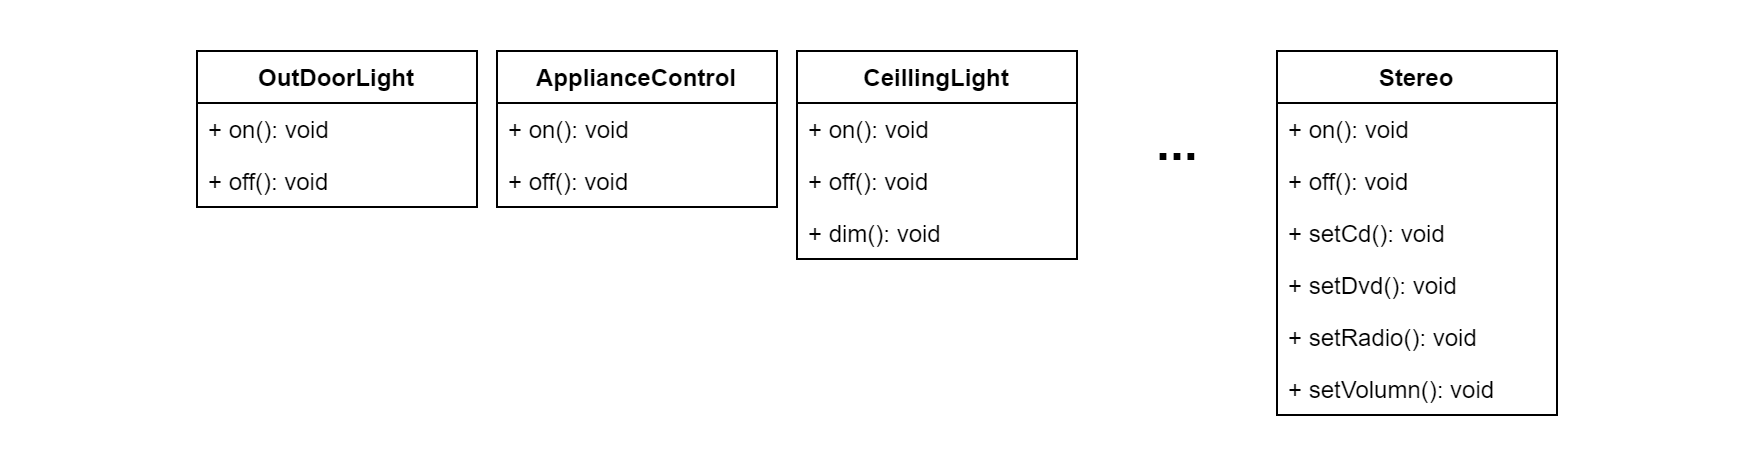 OutDoorLight
+ on(): void
+ off(): void
ApplianceControl
+ on(): void
+ off(): void
CeillingLight
+ on(): void
+ off(): void
+ dim(): void
...
Stereo
+ on(): void
+ off(): void
+ setCd(): void
+ setDvd(): void
+ setRadio(): void
+ setVolumn(): void